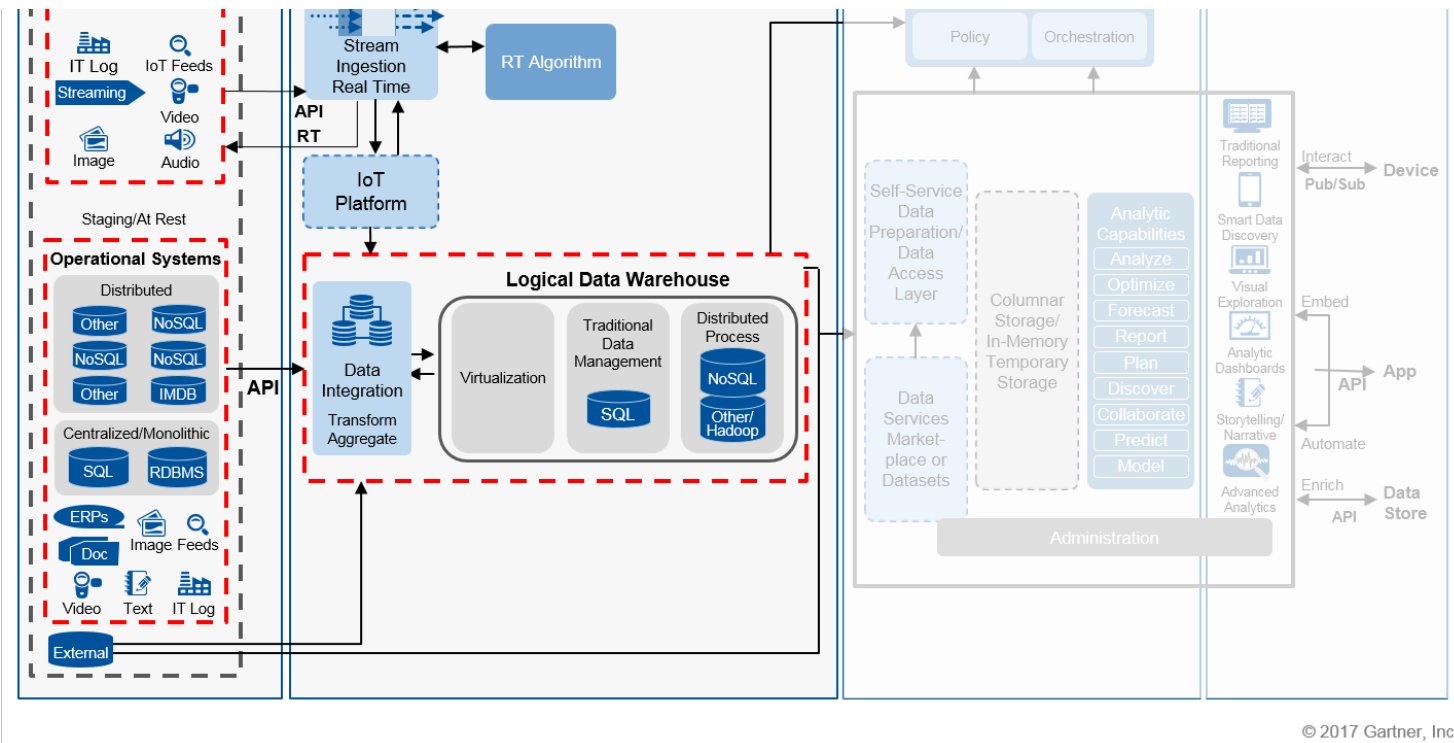 IT Log
IoT Feeds
Streaming
Video
Image
Audio
Staging/At Rest
Operational Systems
Distributed
Other
NoSQL
NoSQL
NoSQL
Other
IMDB
Centralized/Monolithic
SQL
RDBMS
ERPs
Doc
Image
Feeds
Video
Text
IT Log
External
API
RT
API
Stream
Ingestion
Real Time
RT Algorithm
IoT
Platform
Logical Data Warehouse
Data
Integration
Transform
Aggregate
Virtualization
Traditional
Data
Management
SQL
Distributed
Process
NoSQL
Other/
Hadoop
Policy
Orchestration
Self-Service
Data
Preparation/
Data
Access
Layer
Data
Services
Market-
place or
Datasets
Columnar
Storage/
In-Memory
Temporary
Storage
Analytic
Capabilities
Analyze
Optimize
Forecast
Report
Plan
Discover
Collaborate
Predict
Model
Administration
Traditional
Reporting
Smart Data
Discovery
Visual
Exploration
Analytic
Dashboards
Storytelling/
Narrative
Advanced
Analytics
Interact
Pub/Sub
Device
Embed
API
App
Automate
Enrich
API
Data
Store
© 2017 Gartner, Inc